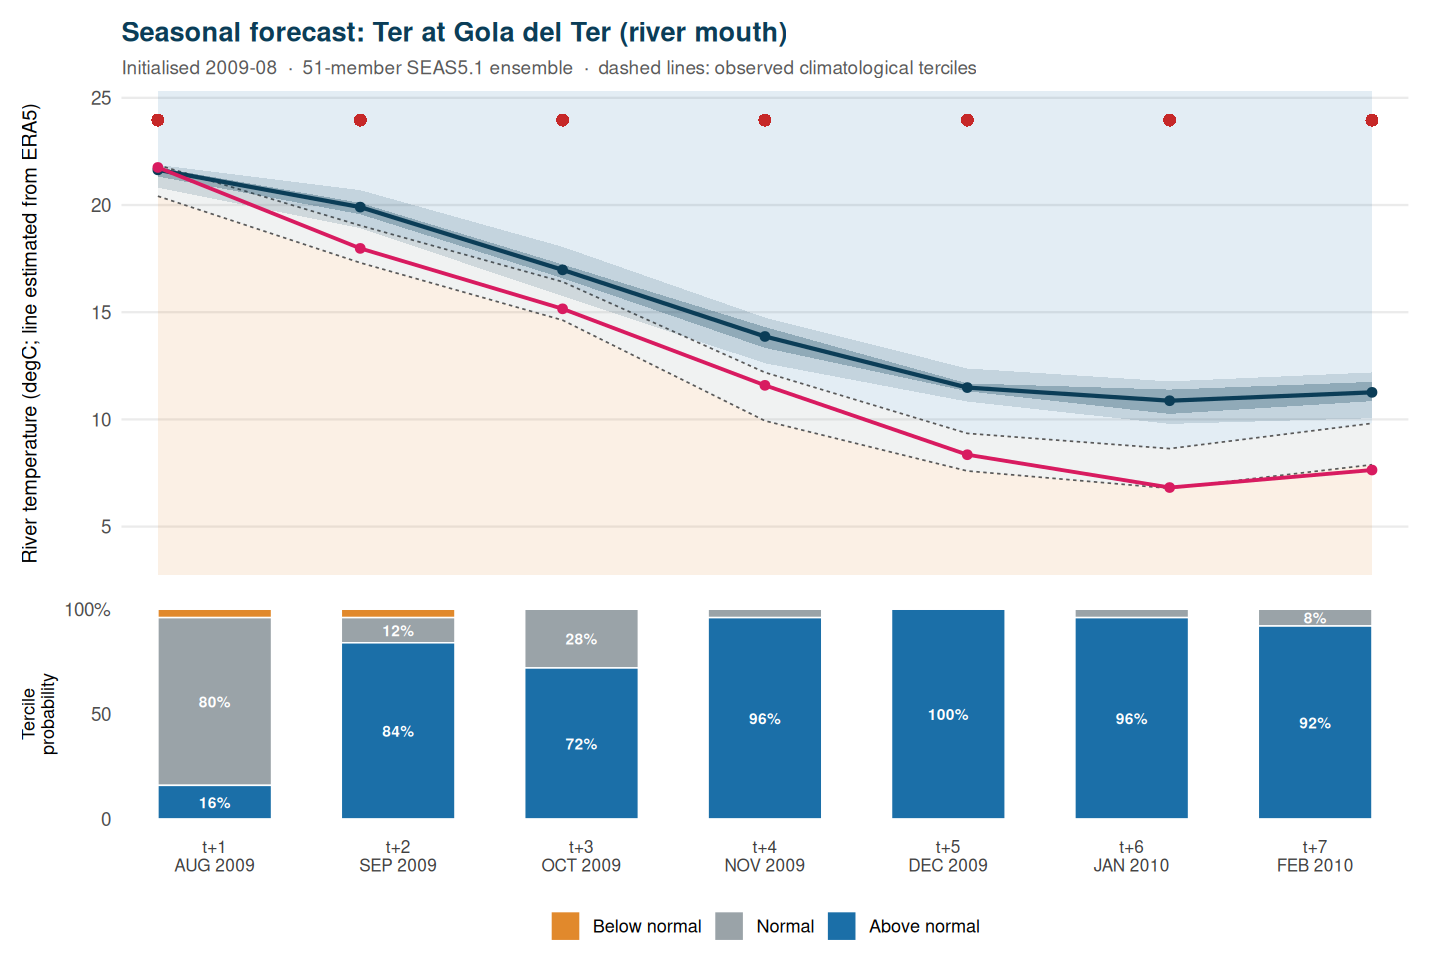 Seasonal forecast: Ter at Gola del Ter (river mouth)
Initialised 2009-08 · 51-member SEAS5.1 ensemble · dashed lines: observed climatological terciles
River temperature (degC; line estimated from ERA5)
25
20
15
10
5
Tercile
probability
100%
50
0
80%
16%
12%
84%
28%
72%
96%
100%
96%
8%
92%
t+1
AUG 2009
t+2
SEP 2009
t+3
OCT 2009
t+4
NOV 2009
t+5
DEC 2009
t+6
JAN 2010
t+7
FEB 2010
Below normal
Normal
Above normal